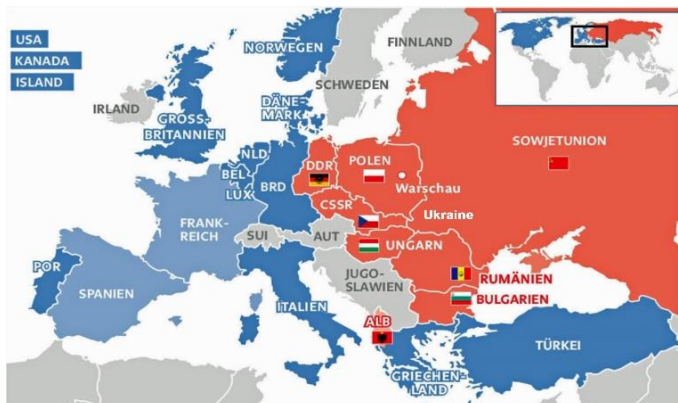 USA
KANADA
ISLAND
NORWEGEN
FINNLAND
SCHWEDEN
IRLAND
GROSS-
BRITANNIEN
DÄNE-
MARK
NLD
BEL
LUX
BRD
DDR
POLEN
Warschau
SOWJETUNION
CSSR
Ukraine
FRANK-
REICH
SUI
AUT
UNGARN
JUGO-
SLAWIEN
RUMÄNIEN
BULGARIEN
POR
SPANIEN
ITALIEN
ALB
GRIECHEN-
LAND
TÜRKEI